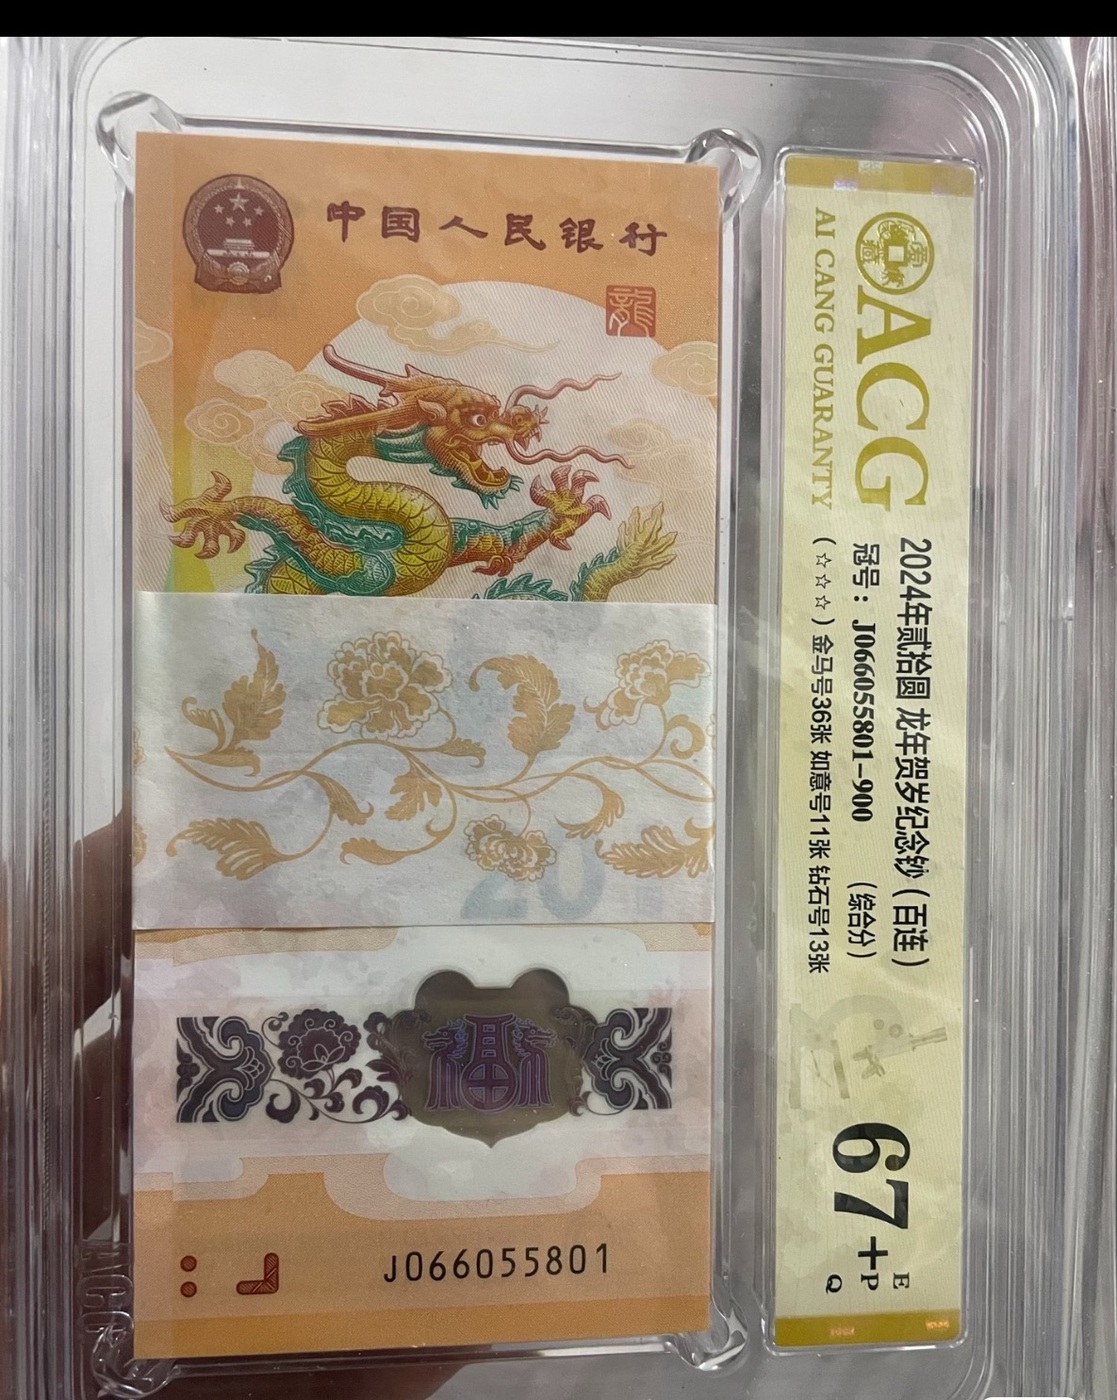 中国人民银行
龍
福
J066055801
ACG
AI CANG GUARANTY
2024年贰拾圆 龙年贺岁纪念钞（百连）
冠号：J066055801-900 （综合分）
（☆☆☆）金马号36张 如意号11张 钻石号13张
67+
E
P
Q